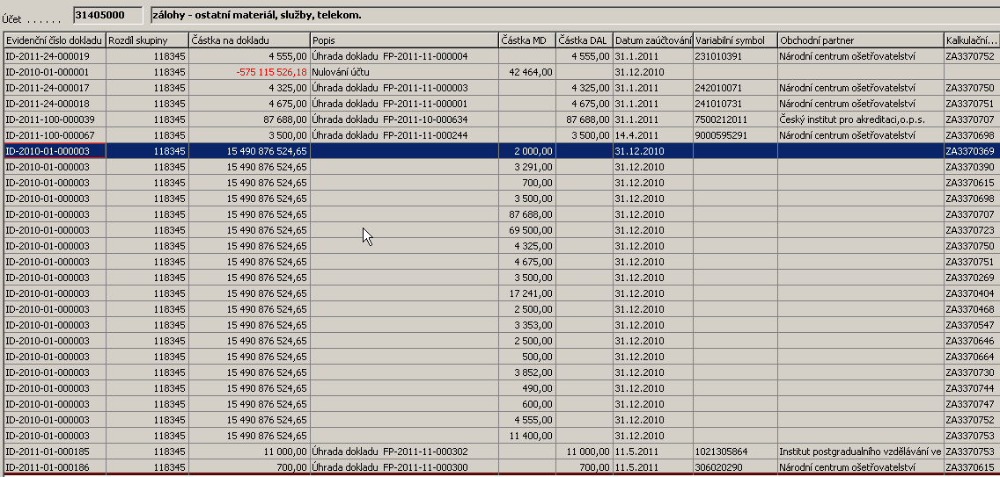 Účet . . . . . . 31405000 zálohy - ostatní materiál, služby, telekom.
Evidenční číslo dokladu Rozdíl skupiny Částka na dokladu Popis Částka MD Částka DAL Datum zaúčtování Variabilní symbol Obchodní partner Kalkulační...
ID-2011-24-000019 118345 4 555,00 Úhrada dokladu FP-2011-11-000004 4 555,00 31.1.2011 231010391 Národní centrum ošetřovatelství ZA3370752
ID-2010-01-000001 118345 -575 115 526,18 Nulování účtu 42 464,00 31.12.2010
ID-2011-24-000017 118345 4 325,00 Úhrada dokladu FP-2011-11-000003 4 325,00 31.1.2011 242010071 Národní centrum ošetřovatelství ZA3370750
ID-2011-24-000018 118345 4 675,00 Úhrada dokladu FP-2011-11-000001 4 675,00 31.1.2011 241010731 Národní centrum ošetřovatelství ZA3370751
ID-2011-100-000039 118345 87 688,00 Úhrada dokladu FP-2011-10-000634 87 688,00 31.1.2011 7500212011 Český institut pro akreditaci,o.p.s. ZA3370707
ID-2011-100-000067 118345 3 500,00 Úhrada dokladu FP-2011-11-000244 3 500,00 14.4.2011 9000595291 Národní centrum ošetřovatelství ZA3370698
ID-2010-01-000003 118345 15 490 876 524,65 2 000,00 31.12.2010 ZA3370369
ID-2010-01-000003 118345 15 490 876 524,65 3 291,00 31.12.2010 ZA3370390
ID-2010-01-000003 118345 15 490 876 524,65 700,00 31.12.2010 ZA3370615
ID-2010-01-000003 118345 15 490 876 524,65 3 500,00 31.12.2010 ZA3370698
ID-2010-01-000003 118345 15 490 876 524,65 87 688,00 31.12.2010 ZA3370707
ID-2010-01-000003 118345 15 490 876 524,65 69 500,00 31.12.2010 ZA3370723
ID-2010-01-000003 118345 15 490 876 524,65 4 325,00 31.12.2010 ZA3370750
ID-2010-01-000003 118345 15 490 876 524,65 4 675,00 31.12.2010 ZA3370751
ID-2010-01-000003 118345 15 490 876 524,65 3 500,00 31.12.2010 ZA3370269
ID-2010-01-000003 118345 15 490 876 524,65 17 241,00 31.12.2010 ZA3370404
ID-2010-01-000003 118345 15 490 876 524,65 2 500,00 31.12.2010 ZA3370468
ID-2010-01-000003 118345 15 490 876 524,65 3 353,00 31.12.2010 ZA3370547
ID-2010-01-000003 118345 15 490 876 524,65 2 500,00 31.12.2010 ZA3370646
ID-2010-01-000003 118345 15 490 876 524,65 500,00 31.12.2010 ZA3370664
ID-2010-01-000003 118345 15 490 876 524,65 3 852,00 31.12.2010 ZA3370730
ID-2010-01-000003 118345 15 490 876 524,65 490,00 31.12.2010 ZA3370744
ID-2010-01-000003 118345 15 490 876 524,65 600,00 31.12.2010 ZA3370747
ID-2010-01-000003 118345 15 490 876 524,65 4 555,00 31.12.2010 ZA3370752
ID-2010-01-000003 118345 15 490 876 524,65 11 400,00 31.12.2010 ZA3370753
ID-2011-01-000185 118345 11 000,00 Úhrada dokladu FP-2011-11-000302 11 000,00 11.5.2011 1021305864 Institut postgraduálního vzdělávání ve ZA3370753
ID-2011-01-000186 118345 700,00 Úhrada dokladu FP-2011-11-000300 700,00 11.5.2011 306020290 Národní centrum ošetřovatelství ZA3370615